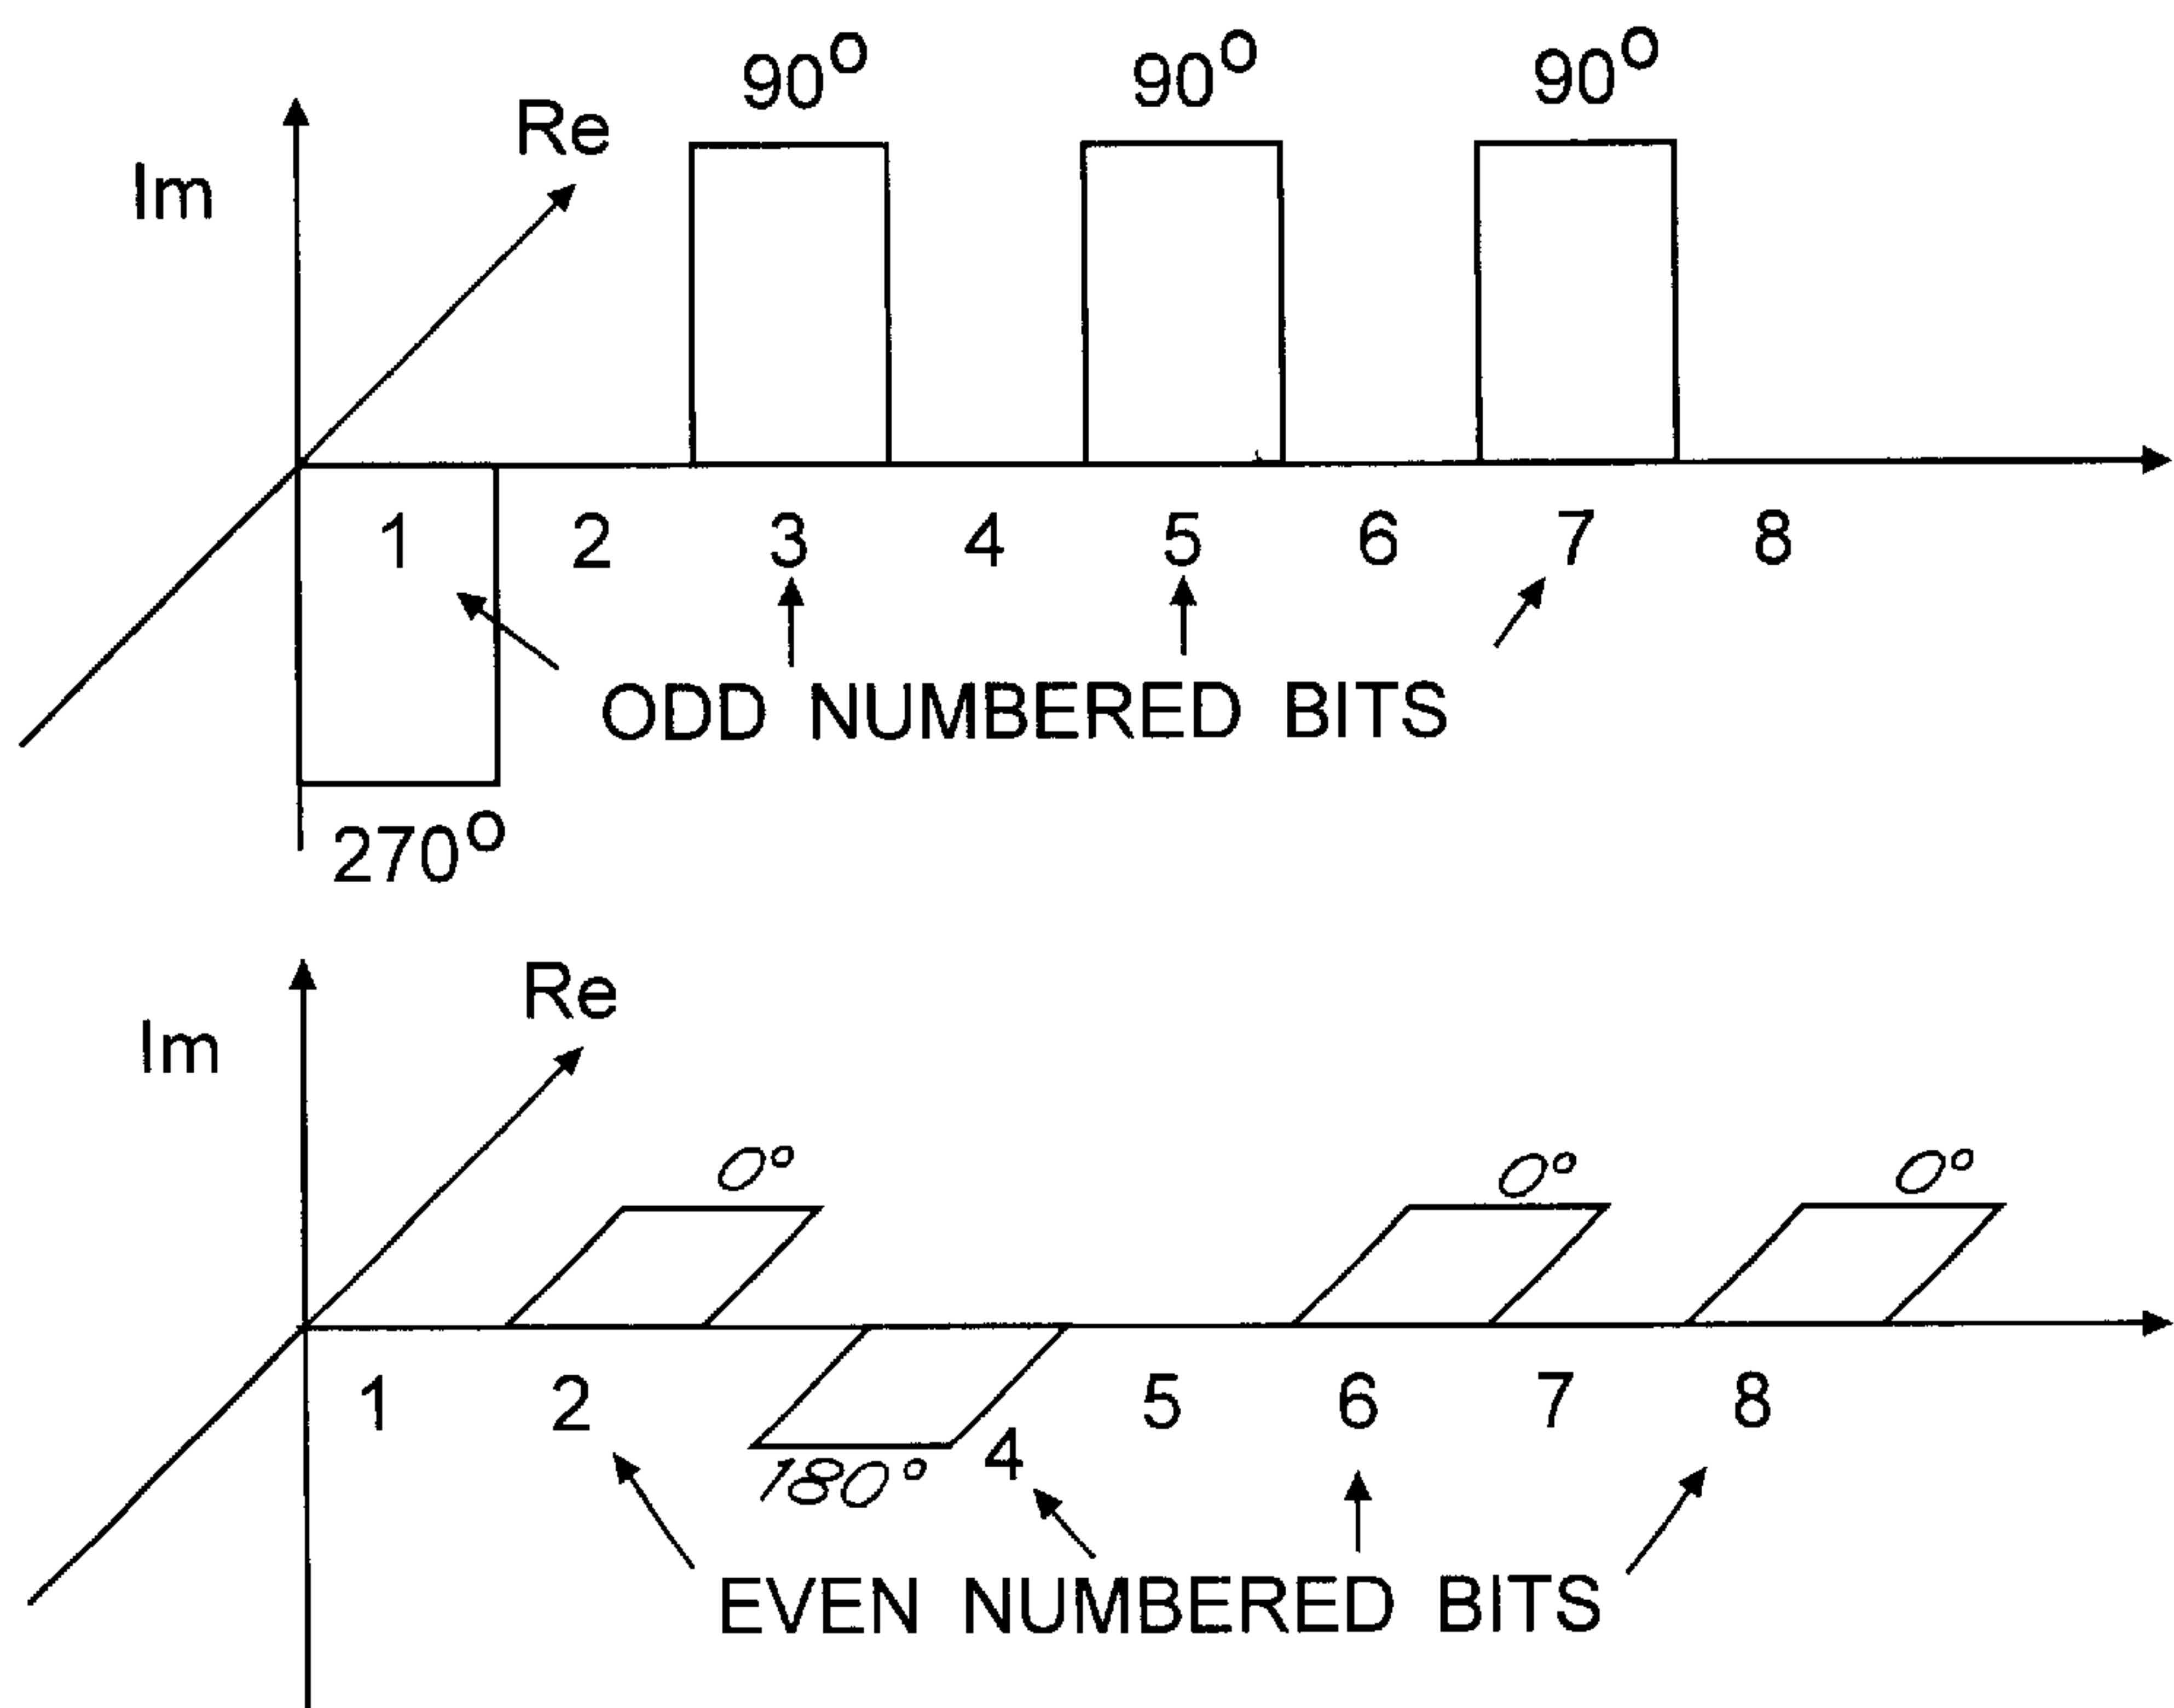 90° 90° 90°
Re
Im
1 2 3 4 5 6 7 8
ODD NUMBERED BITS
270°
Re
Im
0° 0° 0°
1 2 5 6 7 8
4
180°
EVEN NUMBERED BITS